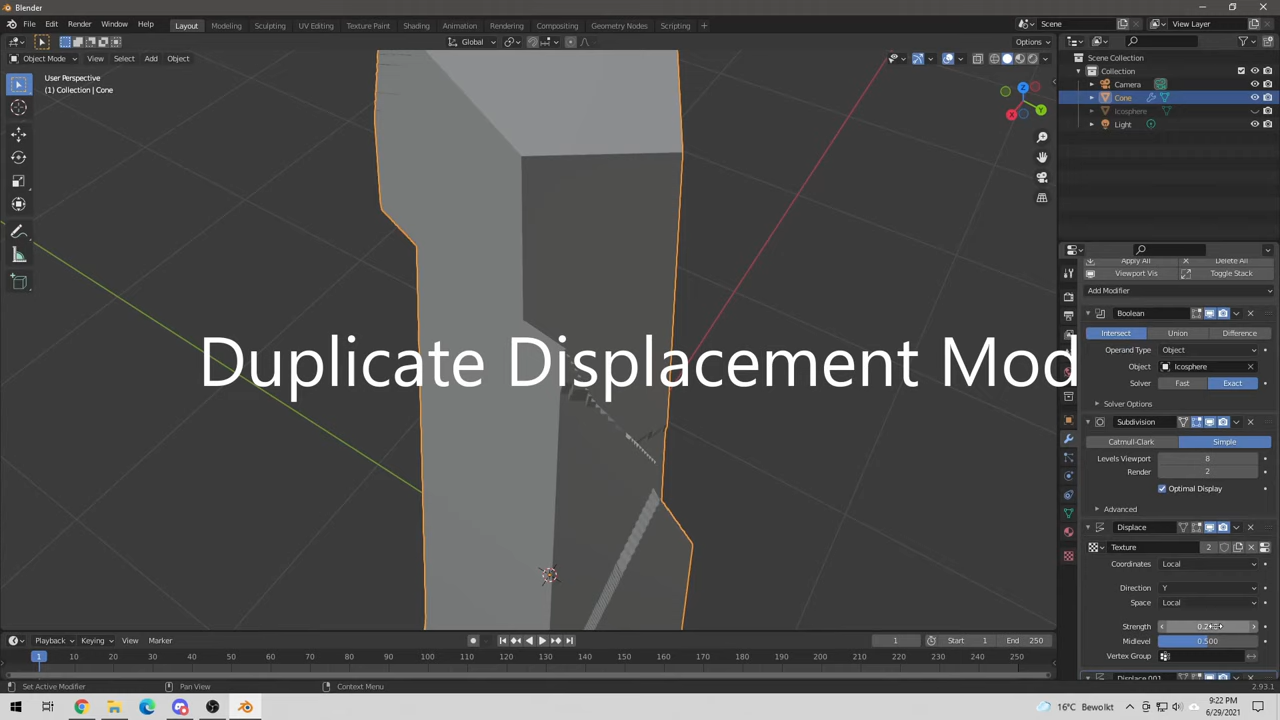 Blender
File Edit Render Window Help
Layout Modeling Sculpting UV Editing Texture Paint Shading Animation Rendering Compositing Geometry Nodes Scripting
Scene
View Layer
Global
Options
Object Mode View Select Add Object
User Perspective
(1) Collection | Cone
Z
Y
X
Scene Collection
Collection
Camera
Cone
Icosphere
Light
Apply All Delete All
Viewport Vis Toggle Stack
Add Modifier
Boolean
Intersect Union Difference
Operand Type Object
Object Icosphere
Solver Fast Exact
Solver Options
Subdivision
Catmull-Clark Simple
Levels Viewport 8
Render 2
Optimal Display
Advanced
Displace
Texture 2
Coordinates Local
Direction Y
Space Local
Strength
Midlevel 0.500
Vertex Group
Displace.001
Duplicate Displacement Mod
Playback Keying View Marker
1 Start 1 End 250
1 10 20 30 40 50 60 70 80 90 100 110 120 130 140 150 160 170 180 190 200 210 220 230 240 250
Set Active Modifier Pan View Context Menu
2.93.1
16°C Bewolkt
9:22 PM
6/29/2021